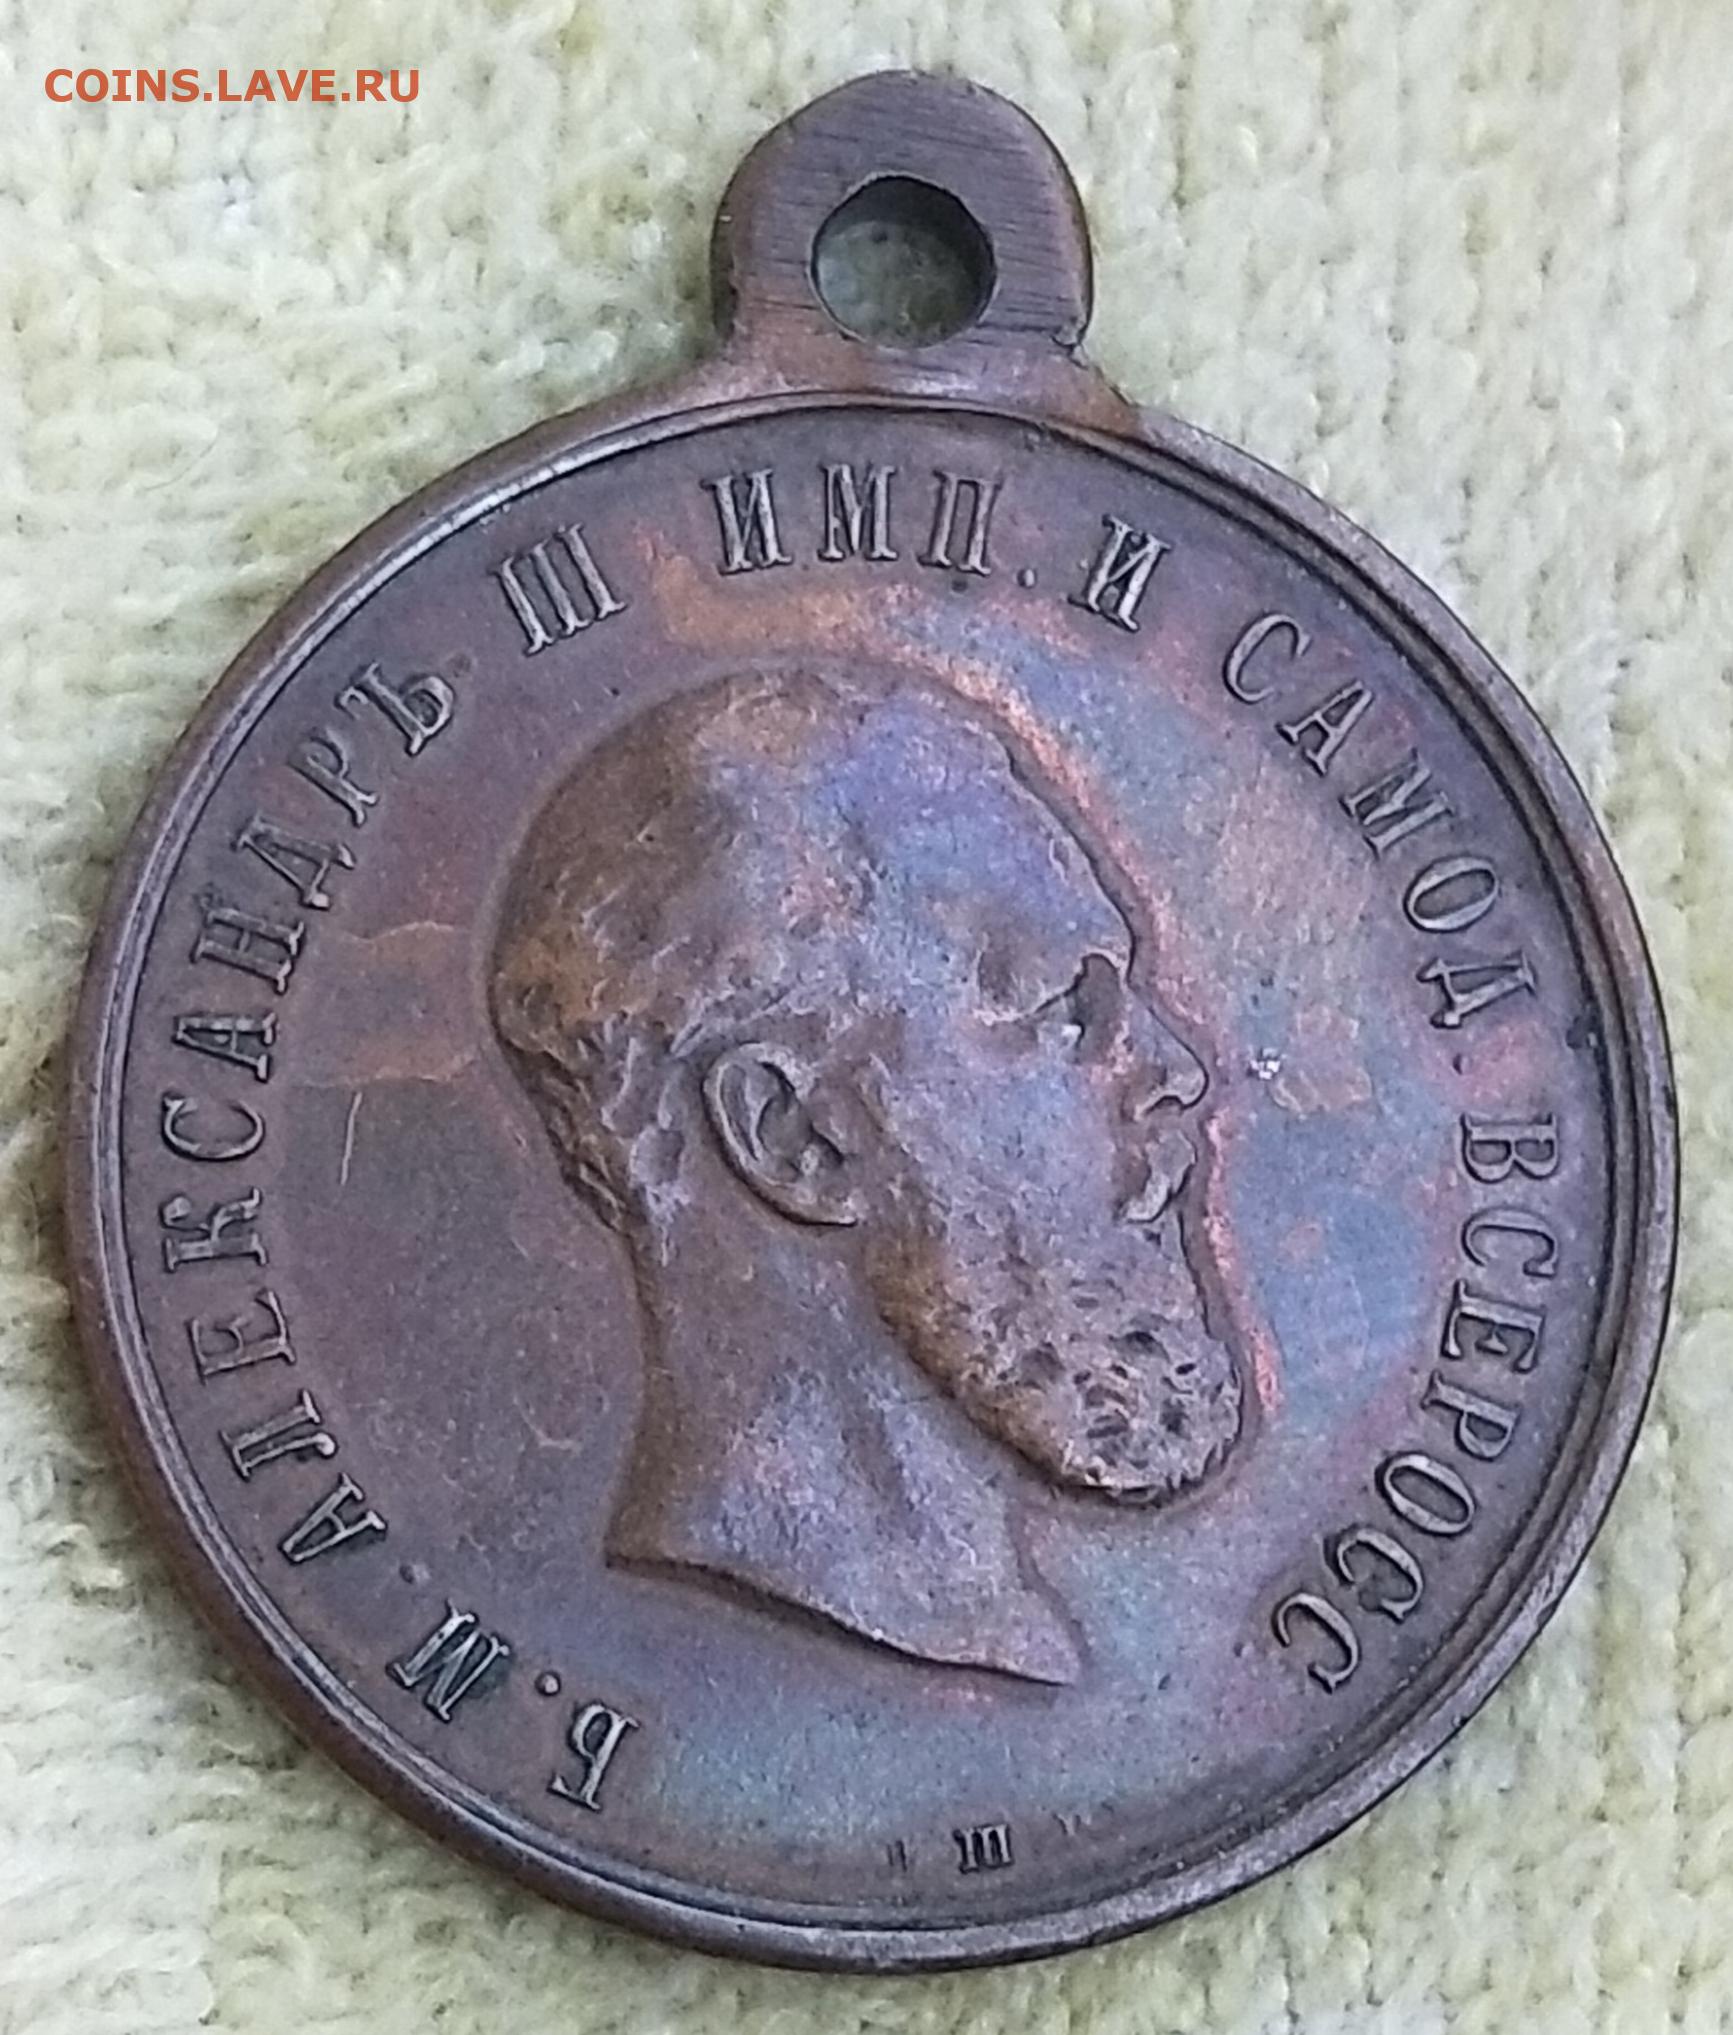 COINS.LAVE.RU
Б. М. АЛЕКСАНДРЪ III ИМП. И САМОД. ВСЕРОСС